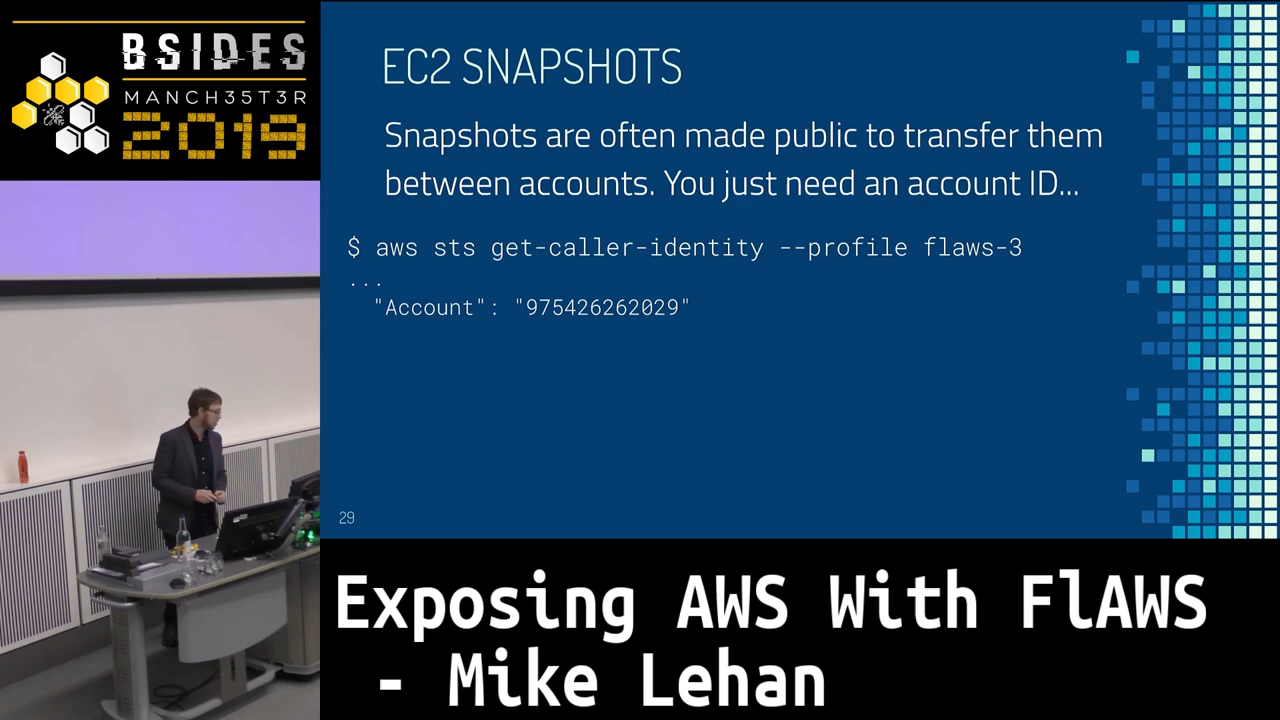 BSIDES
MANCH35T3R
2019
EC2 SNAPSHOTS
Snapshots are often made public to transfer them
between accounts. You just need an account ID...
$ aws sts get-caller-identity --profile flaws-3
...
"Account": "975426262029"
29
Exposing AWS With FlAWS
- Mike Lehan